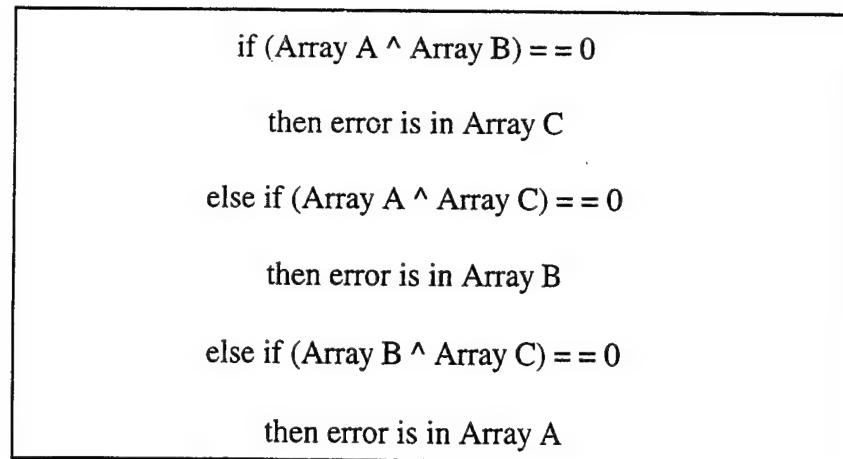 if (Array A ^ Array B) = = 0
then error is in Array C
else if (Array A ^ Array C) = = 0
then error is in Array B
else if (Array B ^ Array C) = = 0
then error is in Array A